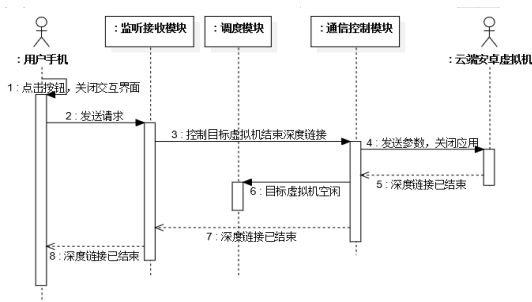 : 用户手机
: 监听接收模块
: 调度模块
: 通信控制模块
: 云端安卓虚拟机
1 : 点击按钮，关闭交互界面
2 : 发送请求
3 : 控制目标虚拟机结束深度链接
4 : 发送参数，关闭应用
5 : 深度链接已结束
6 : 目标虚拟机空闲
7 : 深度链接已结束
8 : 深度链接已结束